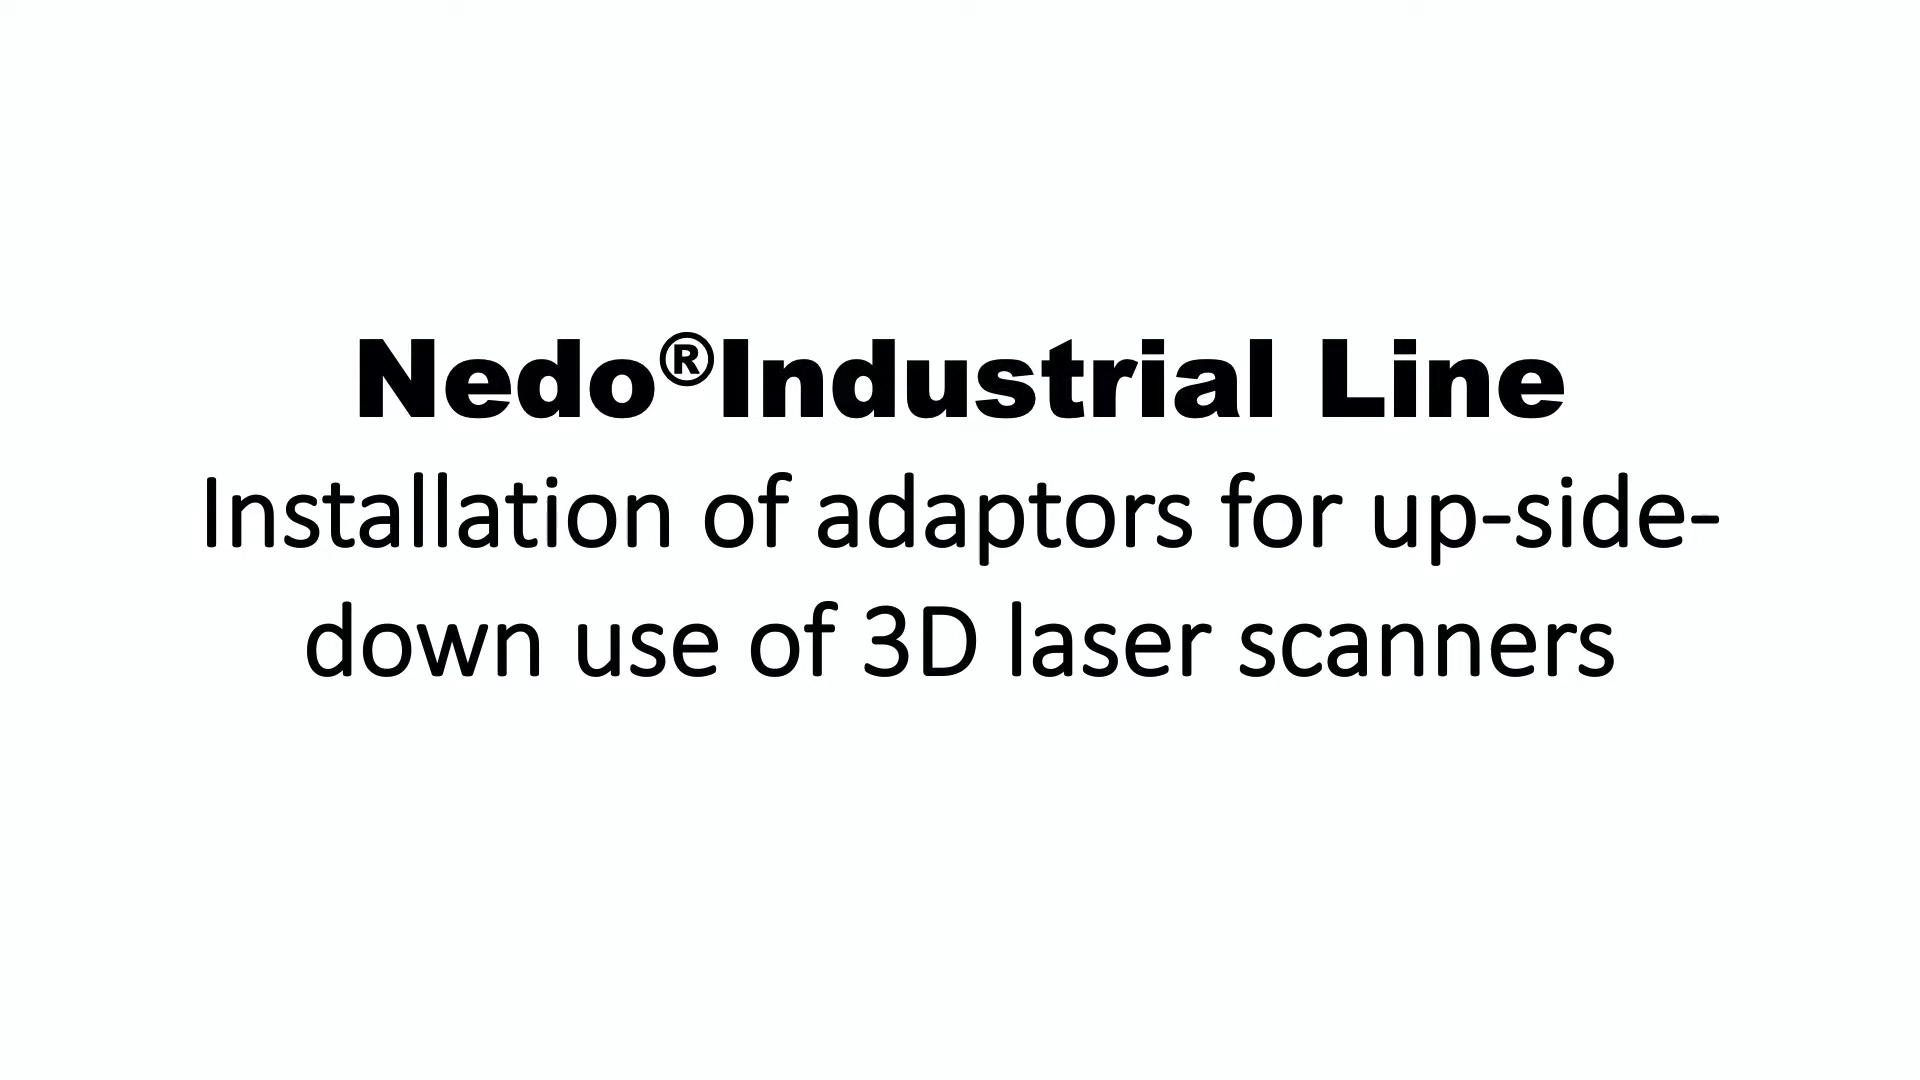 Nedo®Industrial Line
Installation of adaptors for up-side-
down use of 3D laser scanners